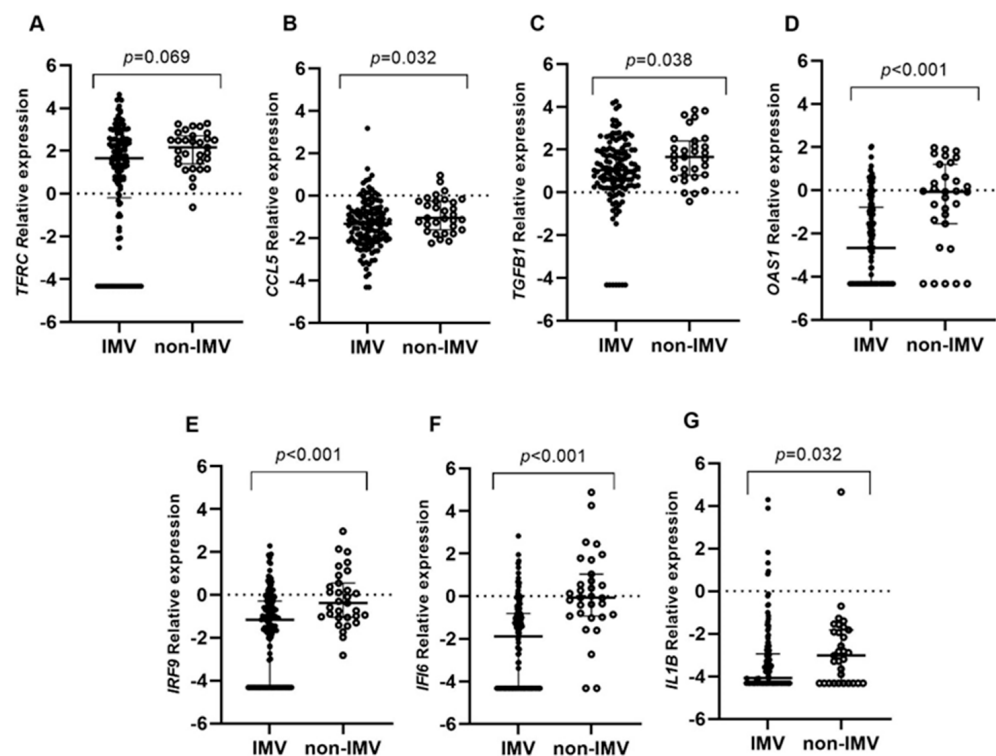 A
p=0.069
TFRC Relative expression
6
4
2
0
-2
-4
-6
IMV non-IMV
B
p=0.032
CCL5 Relative expression
6
4
2
0
-2
-4
-6
IMV non-IMV
C
p=0.038
TGFB1 Relative expression
6
4
2
0
-2
-4
-6
IMV non-IMV
D
p<0.001
OAS1 Relative expression
6
4
2
0
-2
-4
-6
IMV non-IMV
E
p<0.001
IRF9 Relative expression
6
4
2
0
-2
-4
-6
IMV non-IMV
F
p<0.001
IFI6 Relative expression
6
4
2
0
-2
-4
-6
IMV non-IMV
G
p=0.032
IL1B Relative expression
6
4
2
0
-2
-4
-6
IMV non-IMV